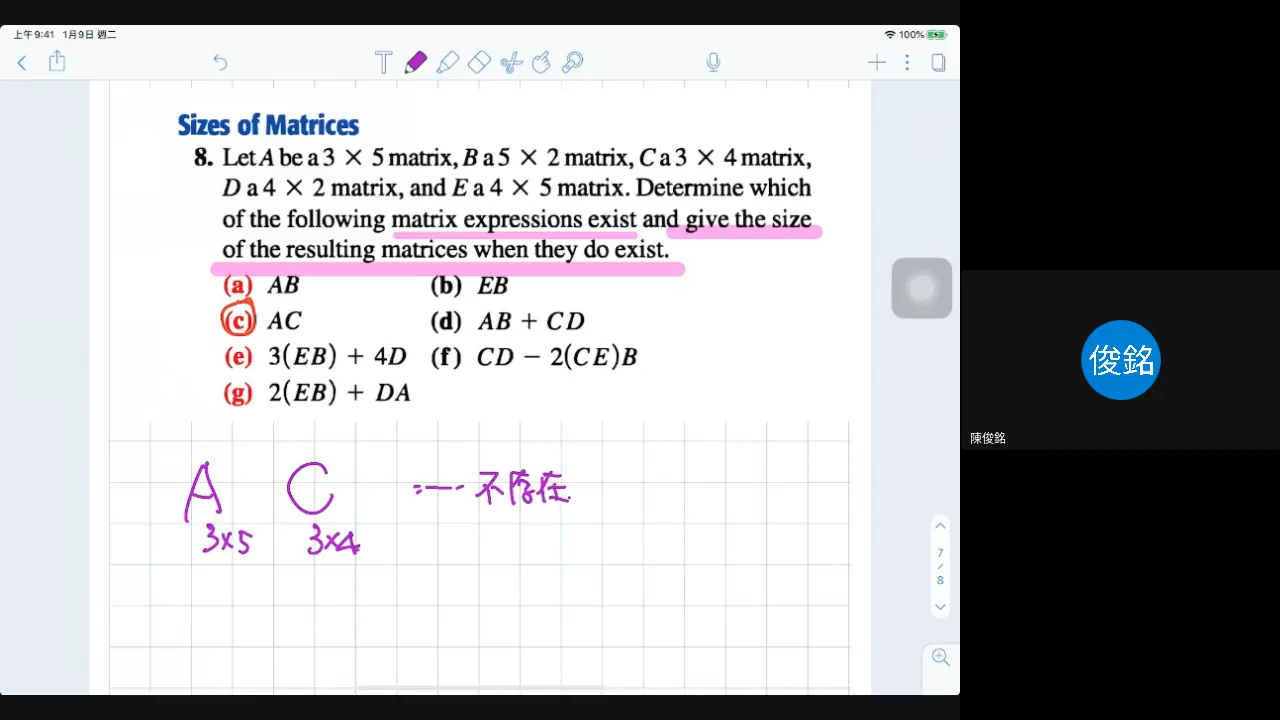 上午9:41 1月9日 週二
100%
Sizes of Matrices
8. Let A be a 3 × 5 matrix, B a 5 × 2 matrix, C a 3 × 4 matrix,
D a 4 × 2 matrix, and E a 4 × 5 matrix. Determine which
of the following matrix expressions exist and give the size
of the resulting matrices when they do exist.
(a) AB (b) EB
(c) AC (d) AB + CD
(e) 3(EB) + 4D (f) CD − 2(CE)B
(g) 2(EB) + DA
A C 不存在.
3×5 3×4
7
/
8
俊銘
陳俊銘